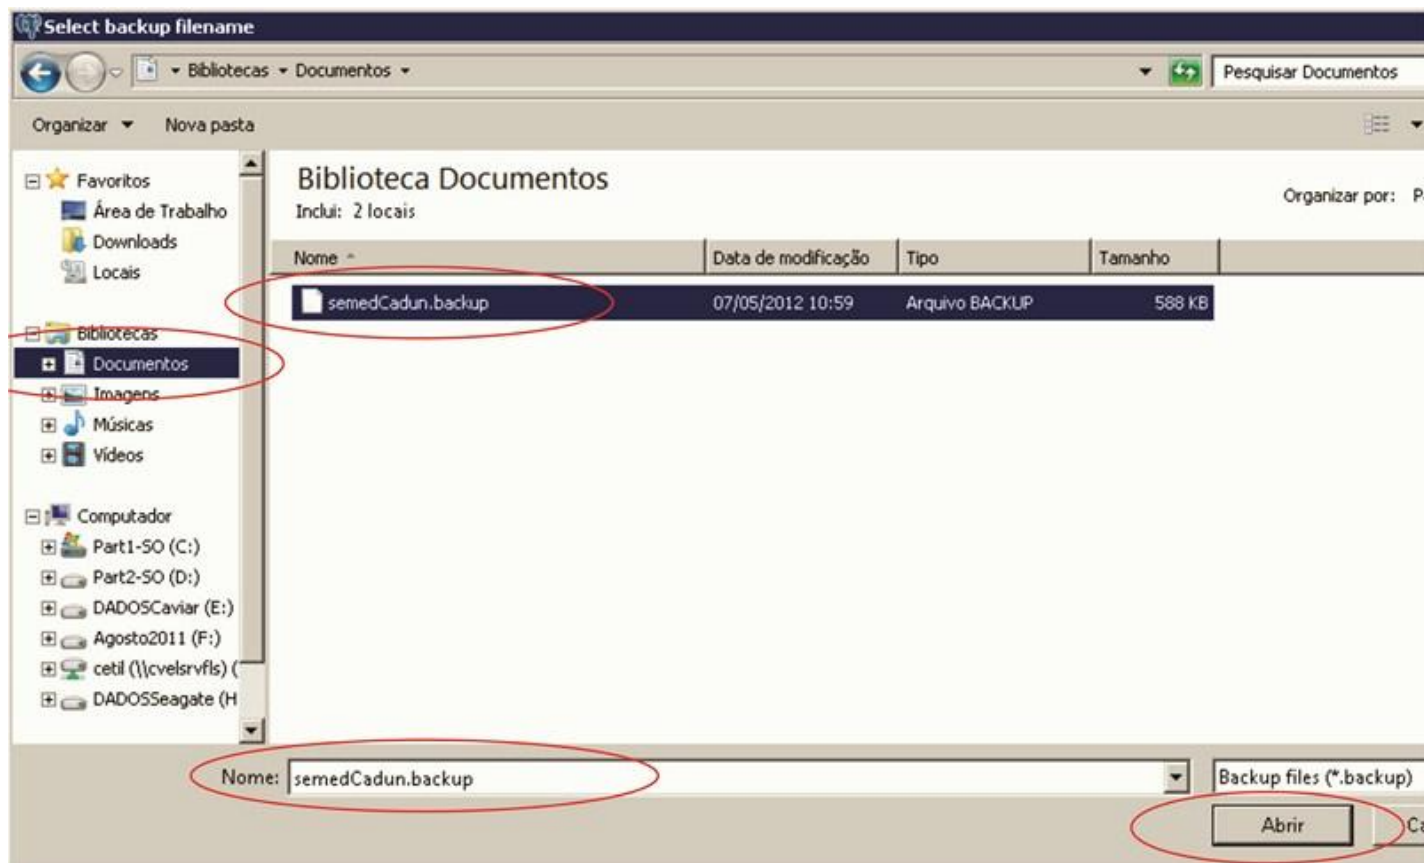 Select backup filename
Bibliotecas Documentos
Pesquisar Documentos
Organizar Nova pasta
Favoritos
Área de Trabalho
Downloads
Locais
Bibliotecas
Documentos
Imagens
Músicas
Vídeos
Computador
Part1-SO (C:)
Part2-SO (D:)
DADOSCaviar (E:)
Agosto2011 (F:)
cetil (\\cvelsrvfls) (
DADOSSeagate (H
Biblioteca Documentos
Inclui: 2 locais
Organizar por: P
Nome Data de modificação Tipo Tamanho
semedCadun.backup 07/05/2012 10:59 Arquivo BACKUP 588 KB
Nome: semedCadun.backup
Backup files (*.backup)
Abrir
Ca